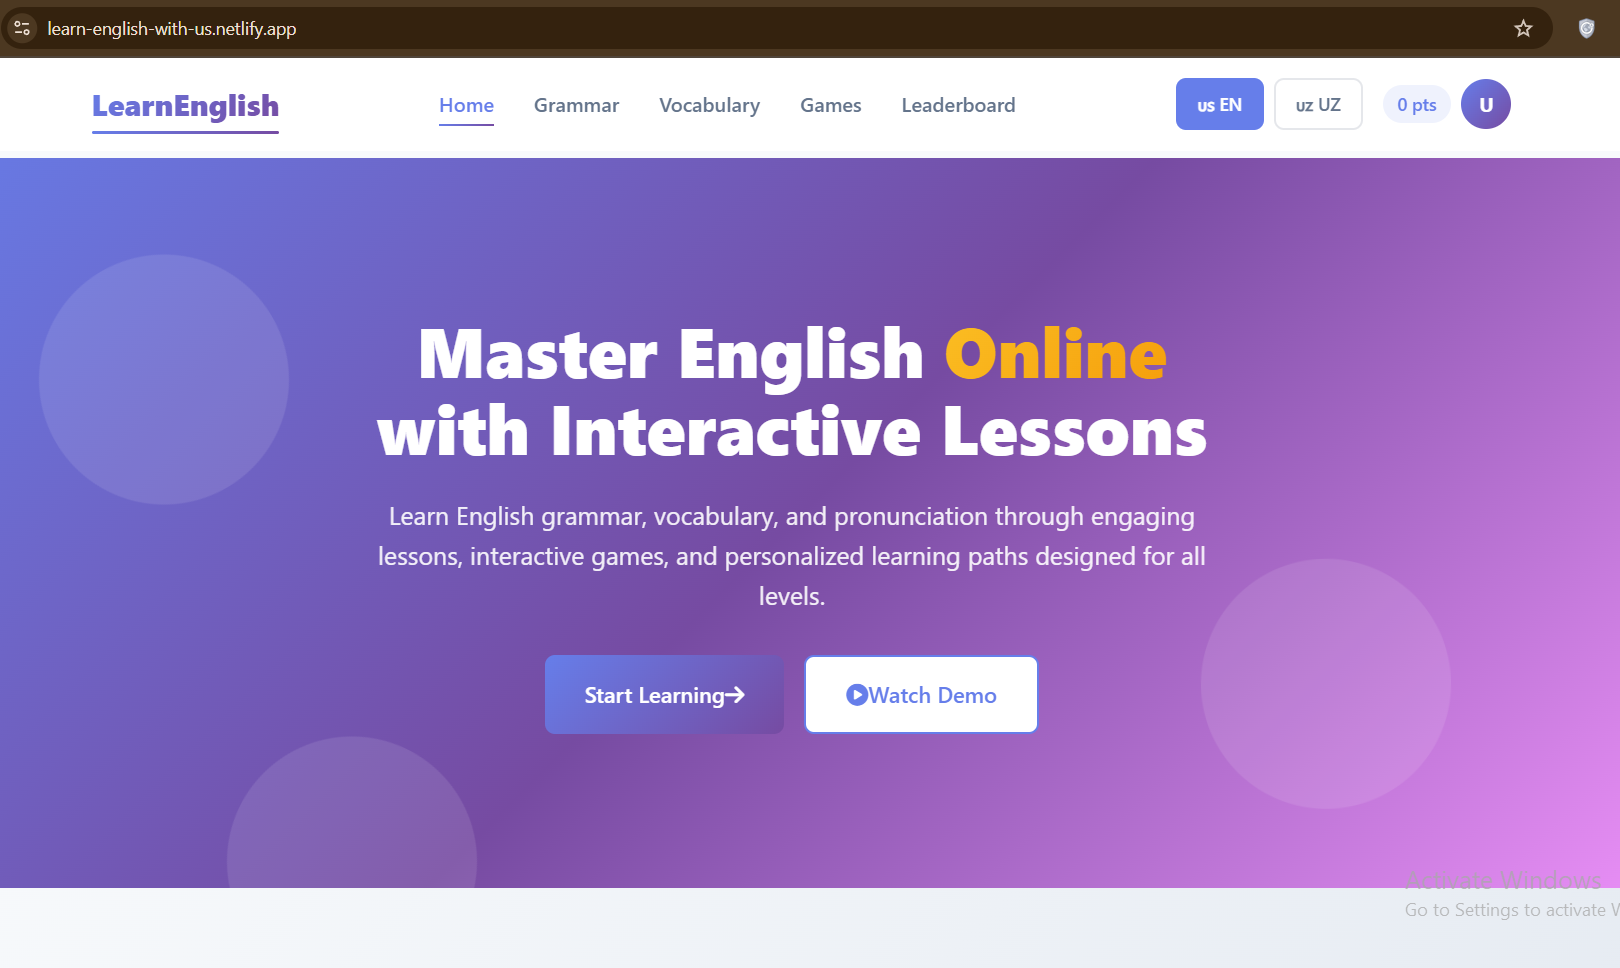 learn-english-with-us.netlify.app
LearnEnglish
Home Grammar Vocabulary Games Leaderboard
us EN uz UZ 0 pts U
Master English Online
with Interactive Lessons
Learn English grammar, vocabulary, and pronunciation through engaging
lessons, interactive games, and personalized learning paths designed for all
levels.
Start Learning Watch Demo
Activate Windows
Go to Settings to activate W